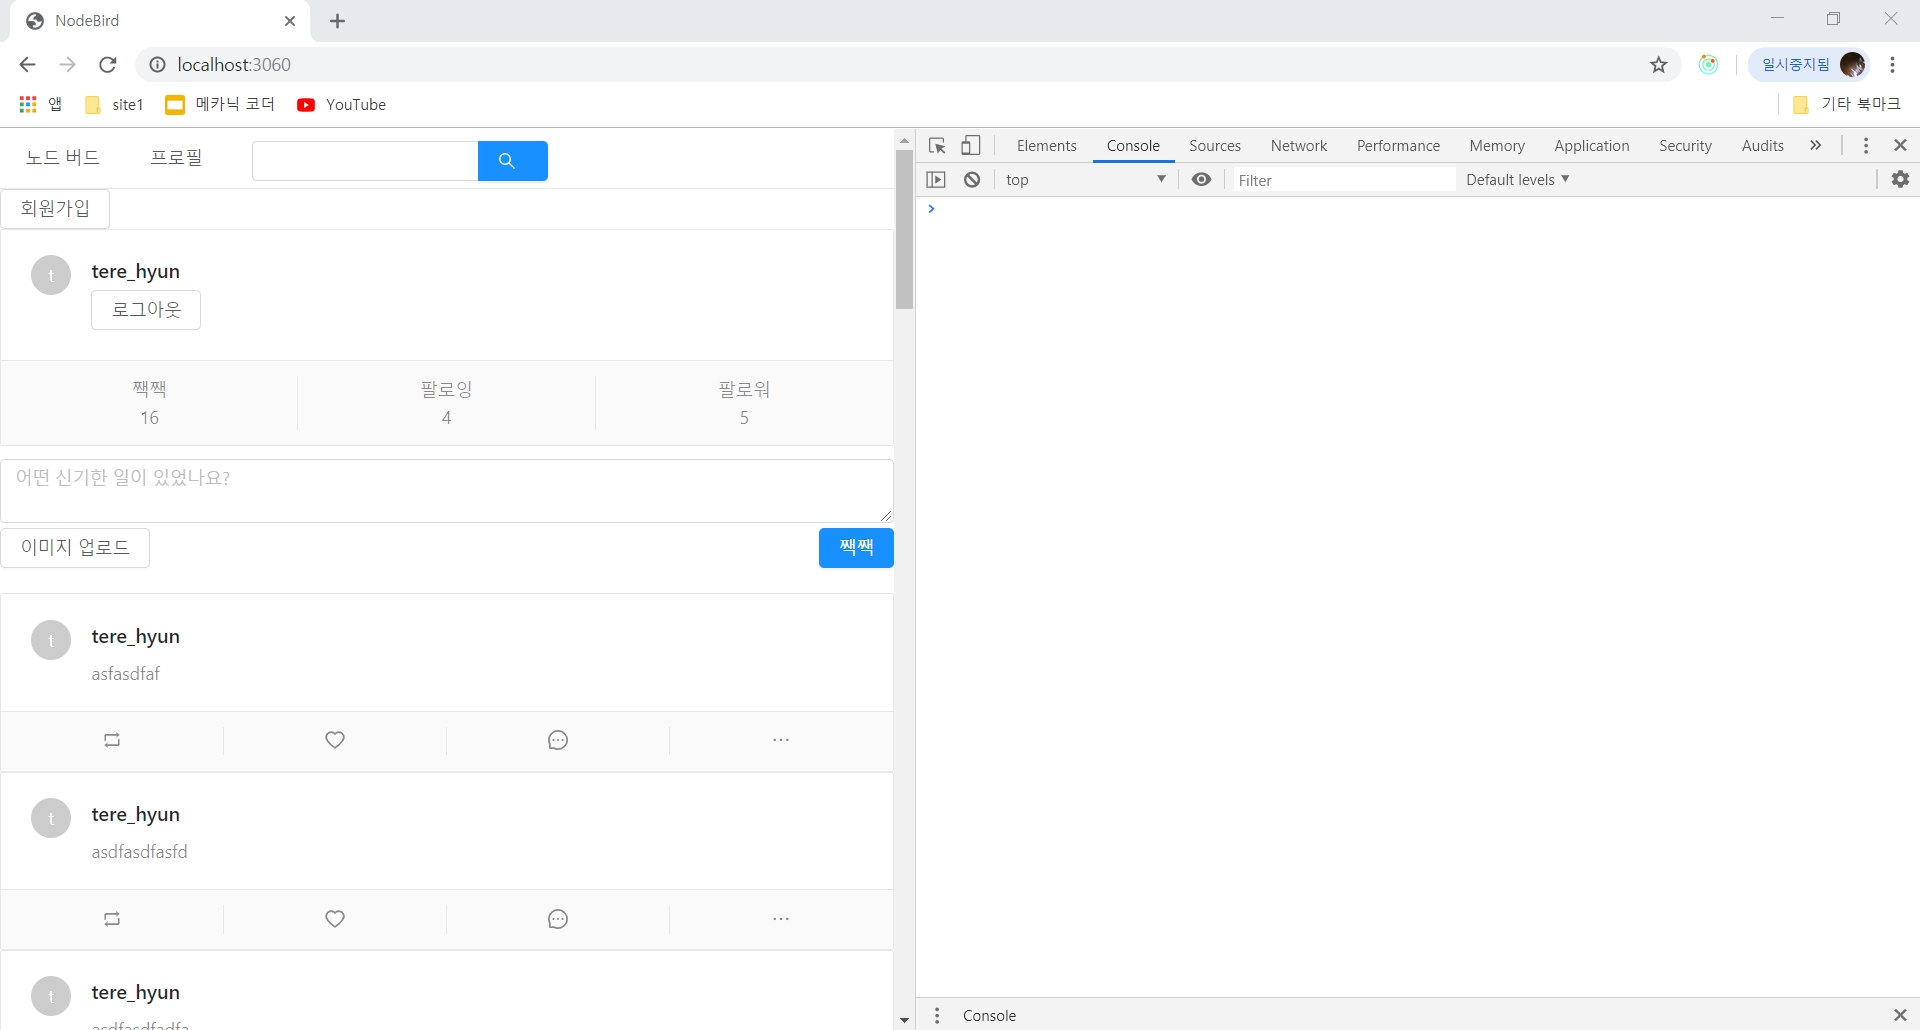 NodeBird
localhost:3060
일시중지됨
앱
site1
메카닉 코더
YouTube
기타 북마크
노드 버드
프로필
회원가입
t
tere_hyun
로그아웃
짹짹
16
팔로잉
4
팔로워
5
어떤 신기한 일이 있었나요?
이미지 업로드
짹짹
t
tere_hyun
asfasdfaf
t
tere_hyun
asdfasdfasfd
t
tere_hyun
Elements Console Sources Network Performance Memory Application Security Audits »
top
Filter
Default levels ▼
Console